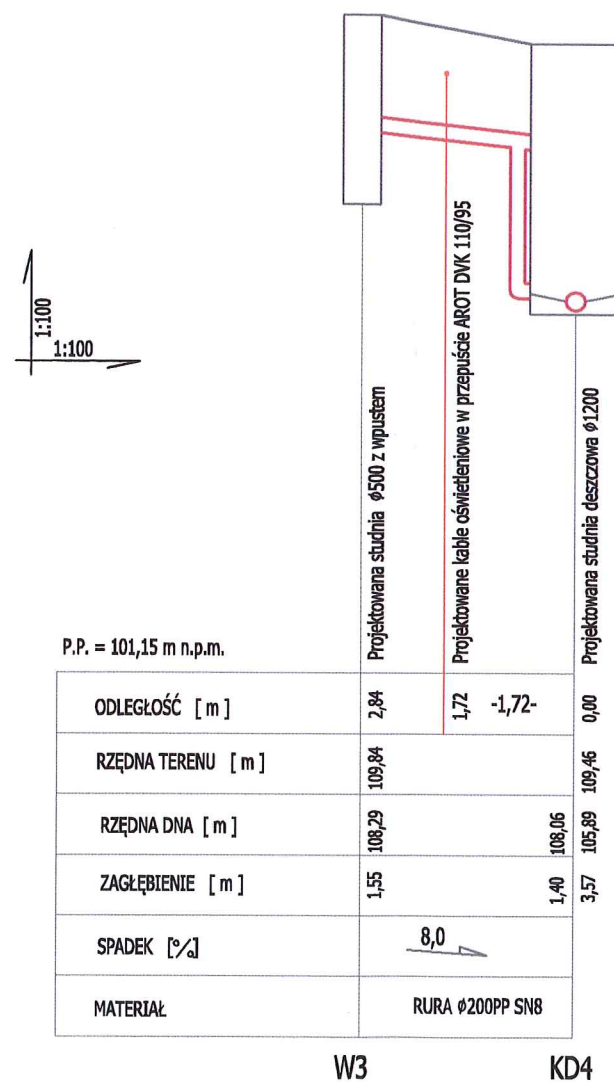 1:100
1:100
Projektowana studnia ϕ500 z wpustem
Projektowane kable oświetleniowe w przepuście AROT DVK 110/95
Projektowana studnia deszczowa ϕ1200
P.P. = 101,15 m n.p.m.
ODLEGŁOŚĆ [ m ] 2,84 1,72 -1,72- 0,00
RZĘDNA TERENU [ m ] 109,84 109,46
RZĘDNA DNA [ m ] 108,29 108,06 105,89
ZAGŁĘBIENIE [ m ] 1,55 1,40 3,57
SPADEK [%] 8,0
MATERIAŁ RURA ϕ200PP SN8
W3 KD4